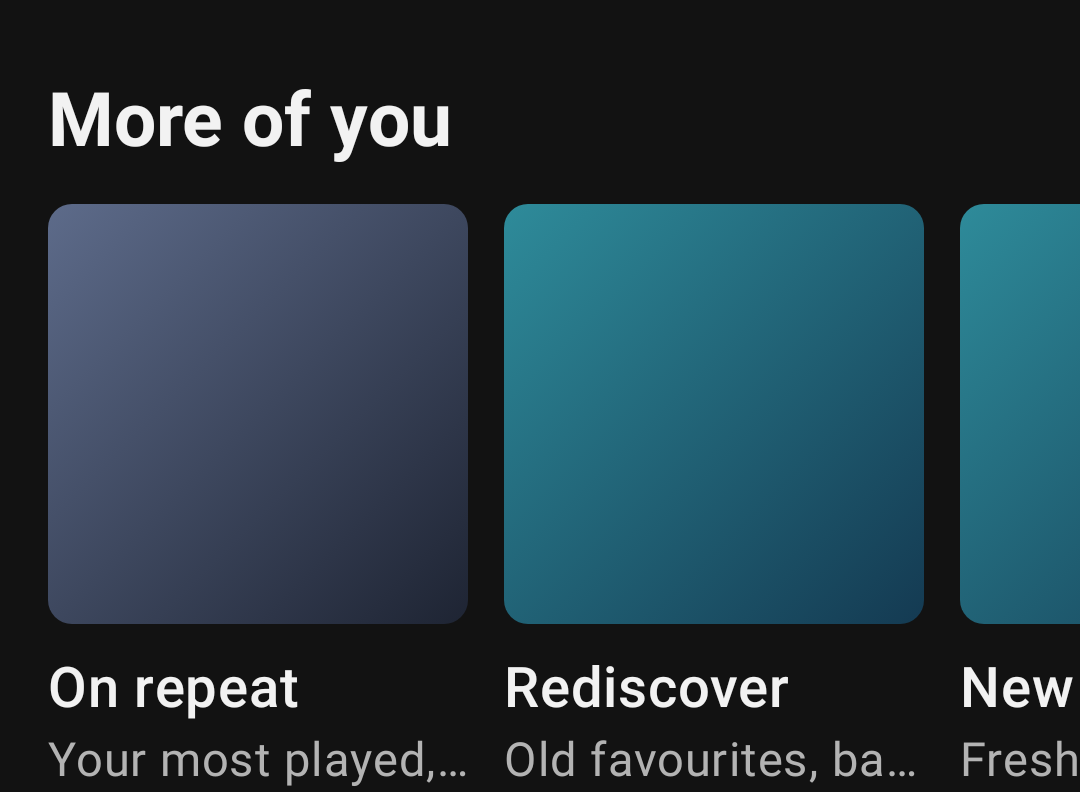 More of you
On repeat
Your most played,...
Rediscover
Old favourites, ba...
New
Fresh